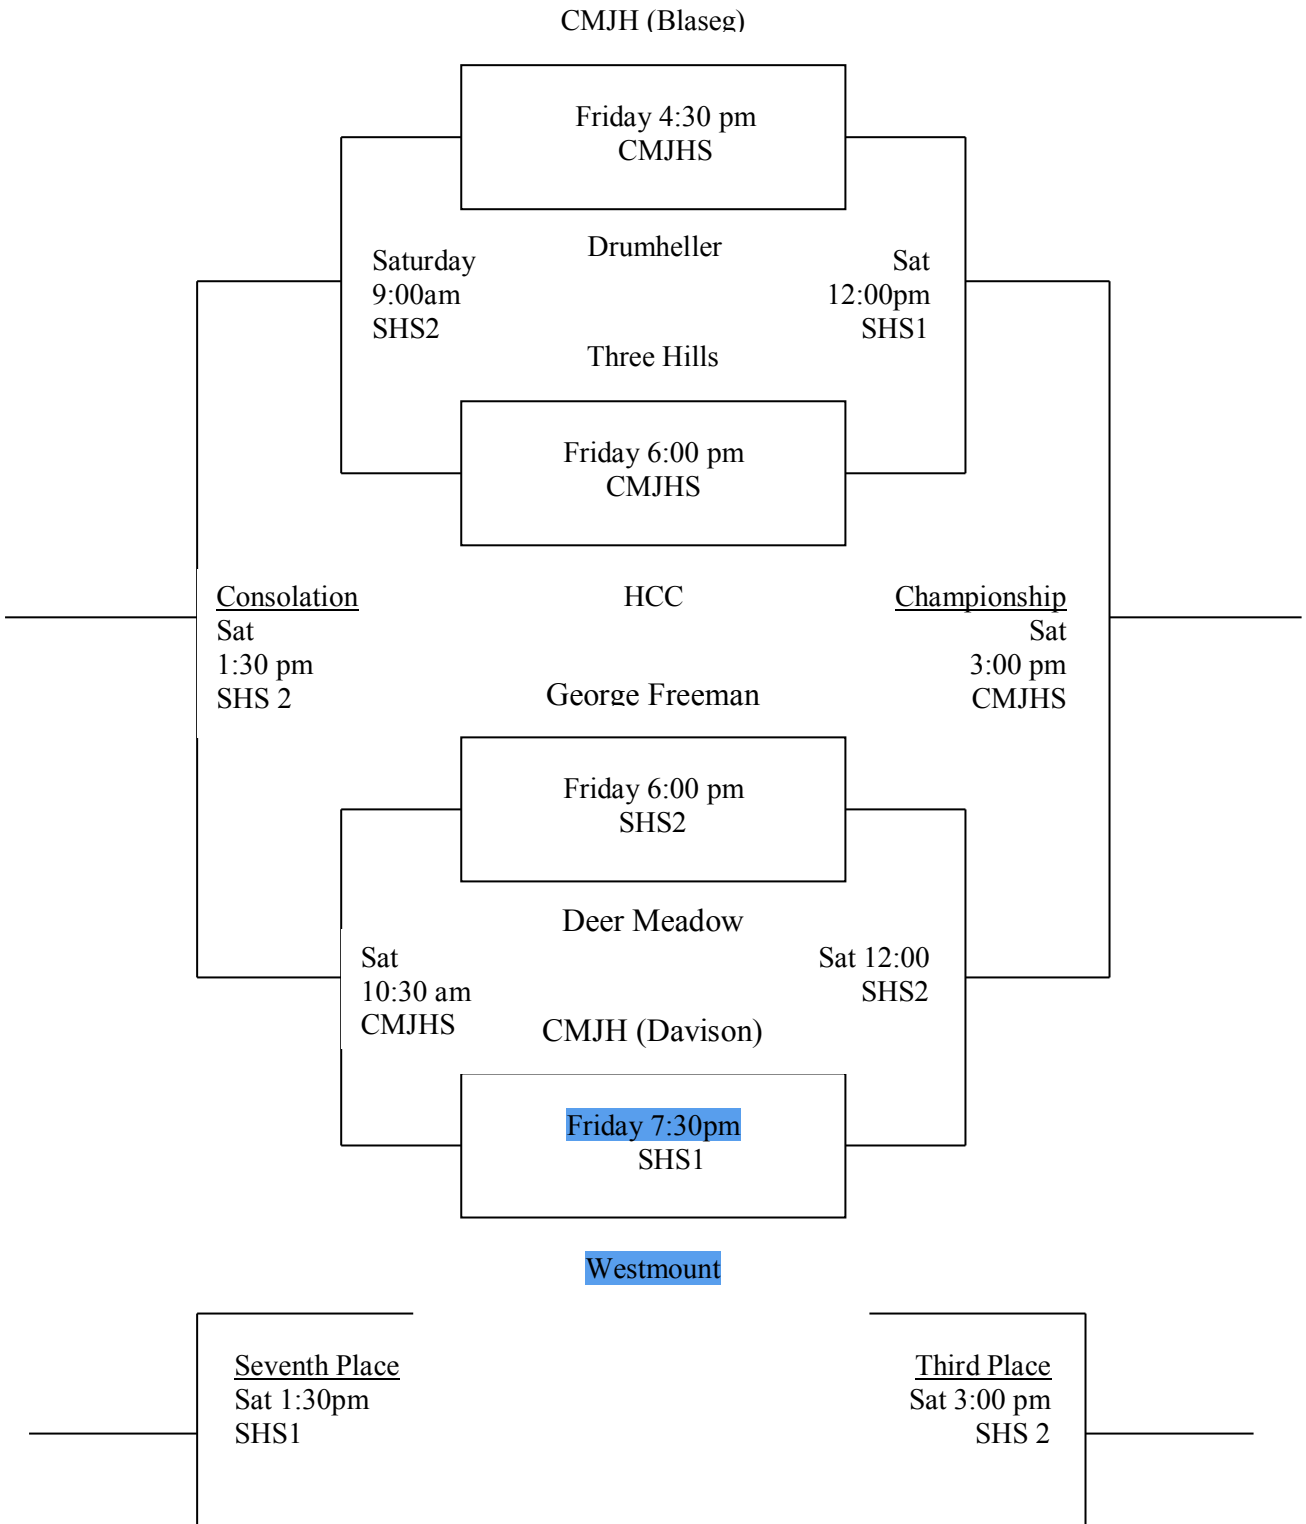 CMJH (Blaseg)
Friday 4:30 pm
CMJHS
Drumheller
Saturday
9:00am
SHS2
Sat
12:00pm
SHS1
Three Hills
Friday 6:00 pm
CMJHS
HCC
Consolation
Sat
1:30 pm
SHS 2
Championship
Sat
3:00 pm
CMJHS
George Freeman
Friday 6:00 pm
SHS2
Deer Meadow
Sat
10:30 am
CMJHS
Sat 12:00
SHS2
CMJH (Davison)
Friday 7:30pm
SHS1
Westmount
Seventh Place
Sat 1:30pm
SHS1
Third Place
Sat 3:00 pm
SHS 2